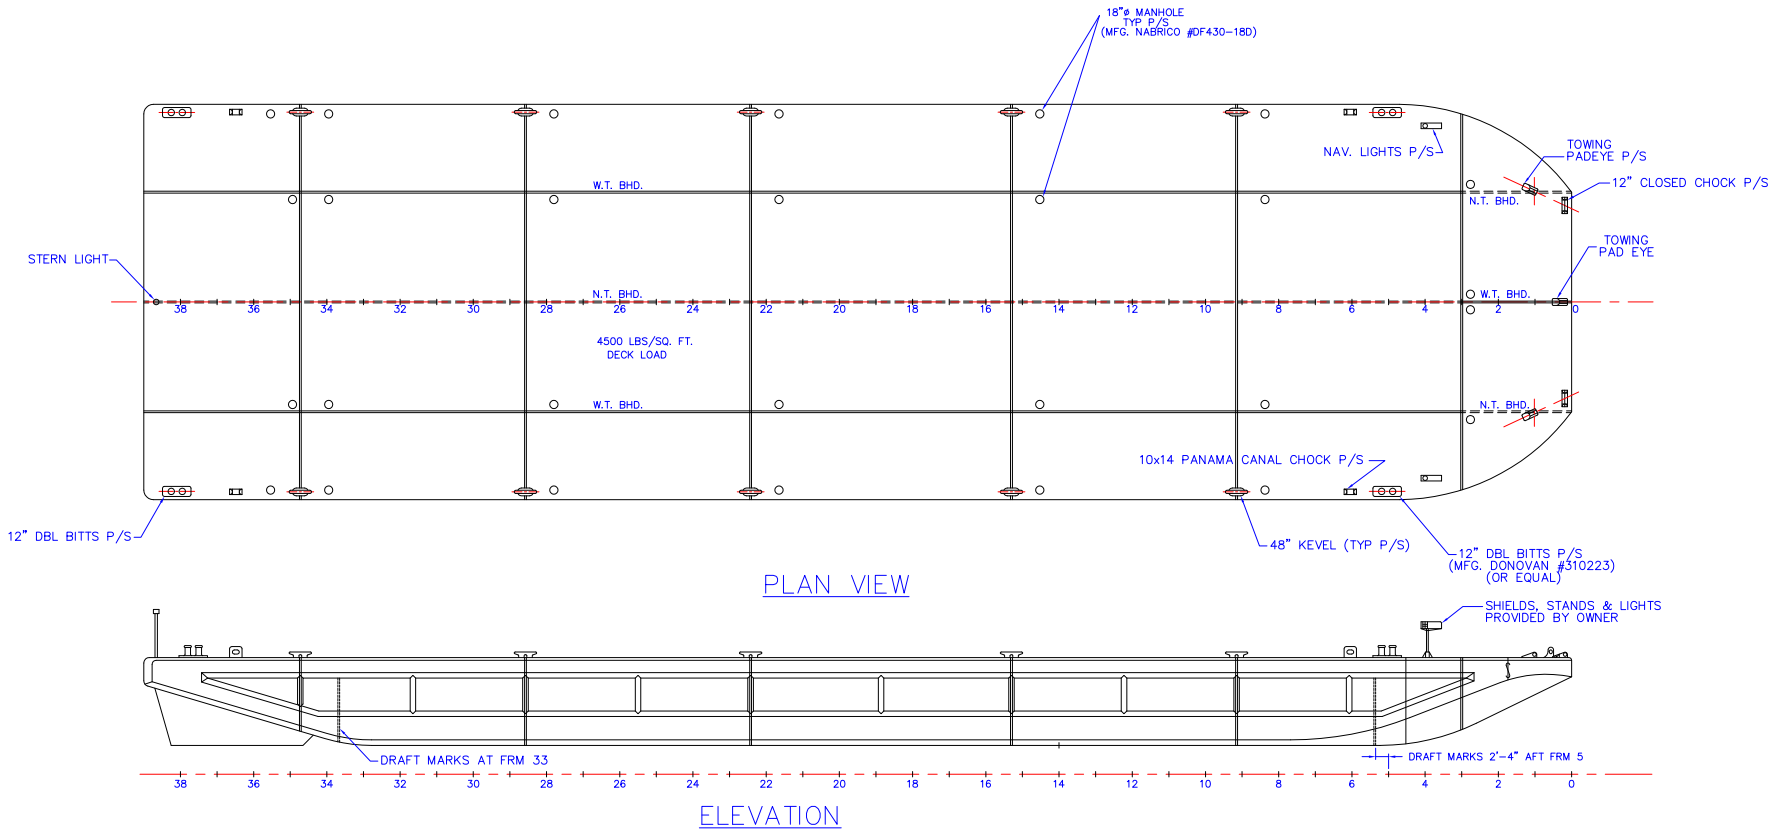 18"ø MANHOLE
TYP P/S
(MFG. NABRICO #DF430-18D)
NAV. LIGHTS P/S
TOWING
PADEYE P/S
12" CLOSED CHOCK P/S
W.T. BHD.
N.T. BHD.
TOWING
PAD EYE
STERN LIGHT
N.T. BHD.
W.T. BHD.
38 36 34 32 30 28 26 24 22 20 18 16 14 12 10 8 6 4 2 0
4500 LBS/SQ. FT.
DECK LOAD
W.T. BHD.
N.T. BHD.
10x14 PANAMA CANAL CHOCK P/S
12" DBL BITTS P/S
48" KEVEL (TYP P/S)
12" DBL BITTS P/S
(MFG. DONOVAN #310223)
(OR EQUAL)
PLAN VIEW
SHIELDS, STANDS & LIGHTS
PROVIDED BY OWNER
DRAFT MARKS AT FRM 33
DRAFT MARKS 2'-4" AFT FRM 5
38 36 34 32 30 28 26 24 22 20 18 16 14 12 10 8 6 4 2 0
ELEVATION